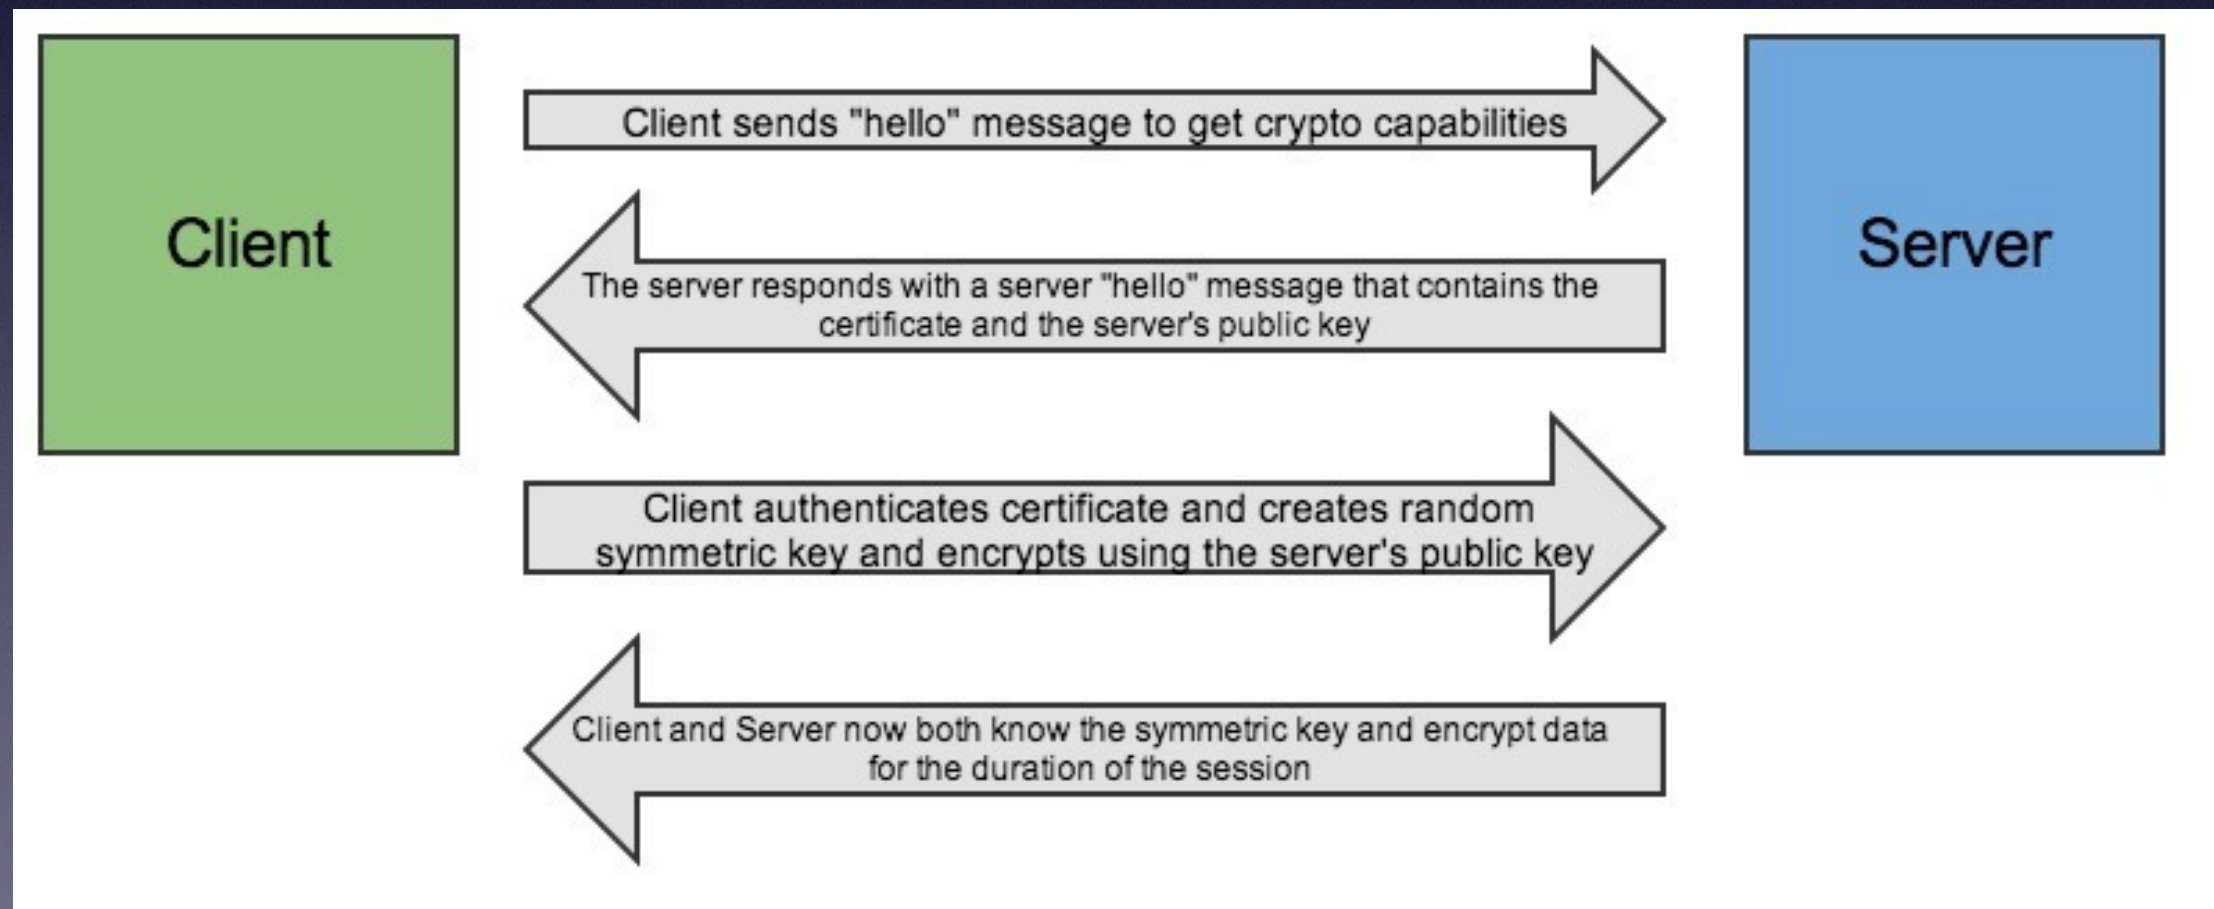 Client
Server
Client sends "hello" message to get crypto capabilities
The server responds with a server "hello" message that contains the
certificate and the server's public key
Client authenticates certificate and creates random
symmetric key and encrypts using the server's public key
Client and Server now both know the symmetric key and encrypt data
for the duration of the session